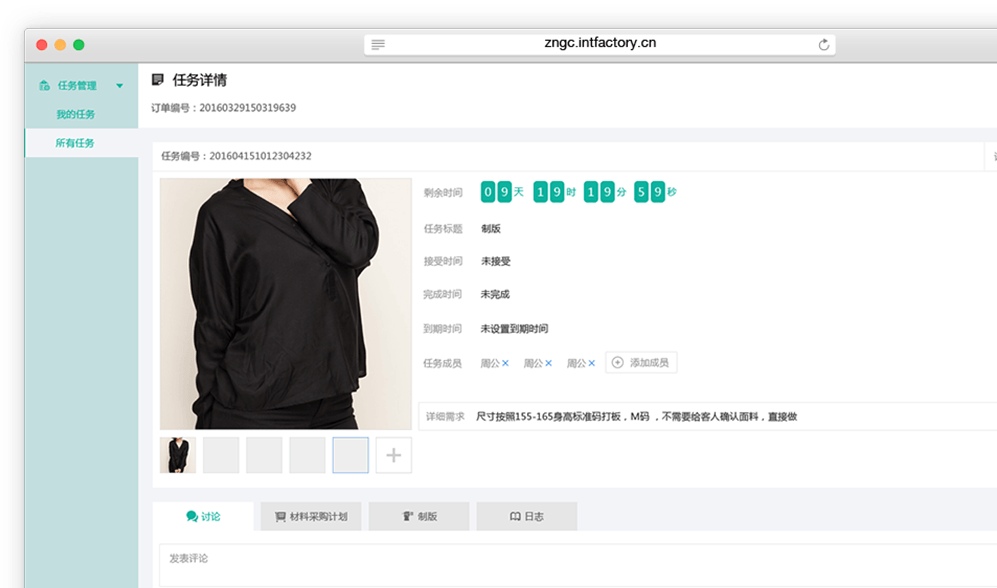 zngc.intfactory.cn
任务管理
我的任务
所有任务
任务详情
订单编号：20160329150319639
任务编号：201604151012304232
剩余时间 09天 19时 19分 59秒
任务标题 制版
接受时间 未接受
完成时间 未完成
到期时间 未设置到期时间
任务成员 周公× 周公× 周公× 添加成员
详细需求 尺寸按照155-165身高标准码打板，M码 ，不需要给客人确认面料，直接做
讨论 材料采购计划 制版 日志
发表评论